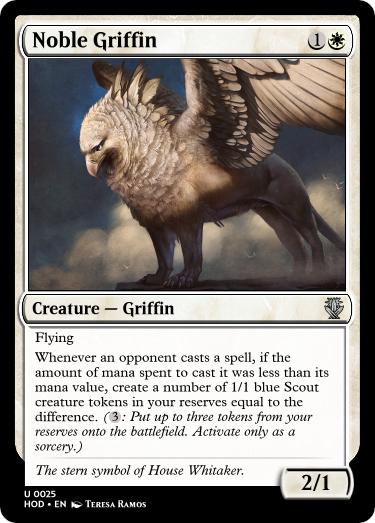 Noble Griffin 1
Creature — Griffin
Flying
Whenever an opponent casts a spell, if the
amount of mana spent to cast it was less than its
mana value, create a number of 1/1 blue Scout
creature tokens in your reserves equal to the
difference. (3: Put up to three tokens from your
reserves onto the battlefield. Activate only as a
sorcery.)
The stern symbol of House Whitaker.
2/1
U 0025
HOD • EN Teresa Ramos